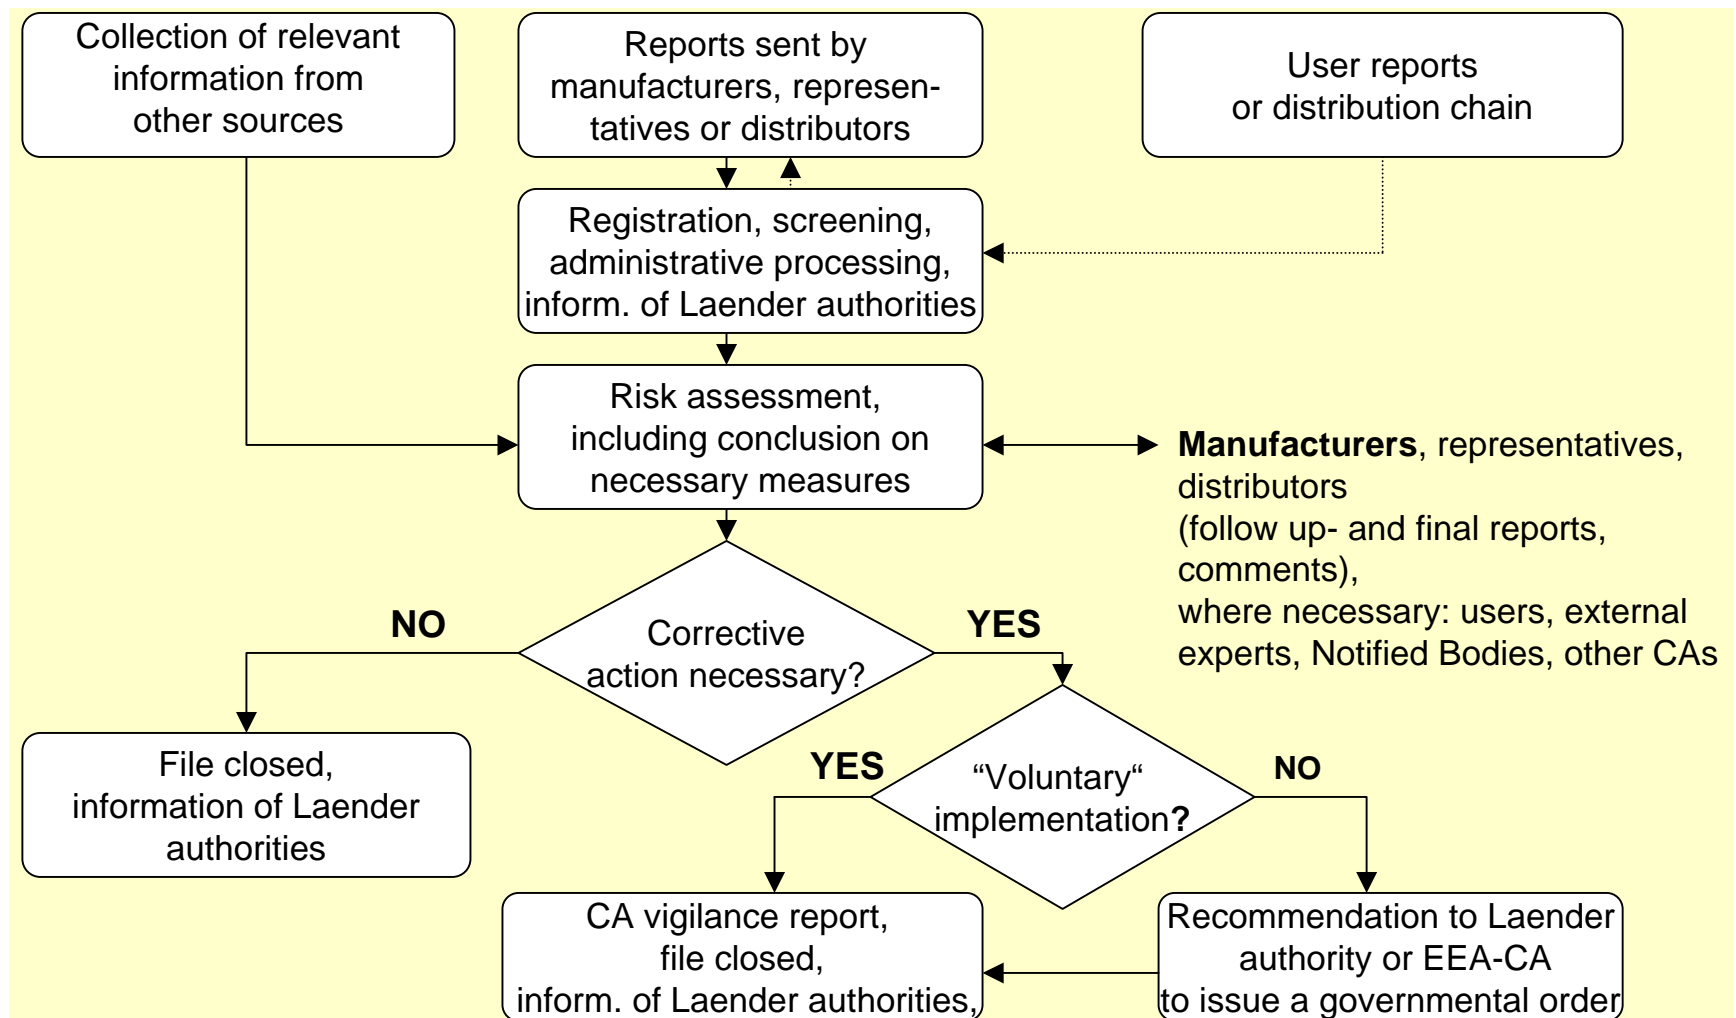 Collection of relevant
information from
other sources
Reports sent by
manufacturers, represen-
tatives or distributors
User reports
or distribution chain
Registration, screening,
administrative processing,
inform. of Laender authorities
Risk assessment,
including conclusion on
necessary measures
Manufacturers, representatives,
distributors
(follow up- and final reports,
comments),
where necessary: users, external
experts, Notified Bodies, other CAs
NO
Corrective
action necessary?
YES
File closed,
information of Laender
authorities
YES
“Voluntary“
implementation?
NO
CA vigilance report,
file closed,
inform. of Laender authorities,
Recommendation to Laender
authority or EEA-CA
to issue a governmental order